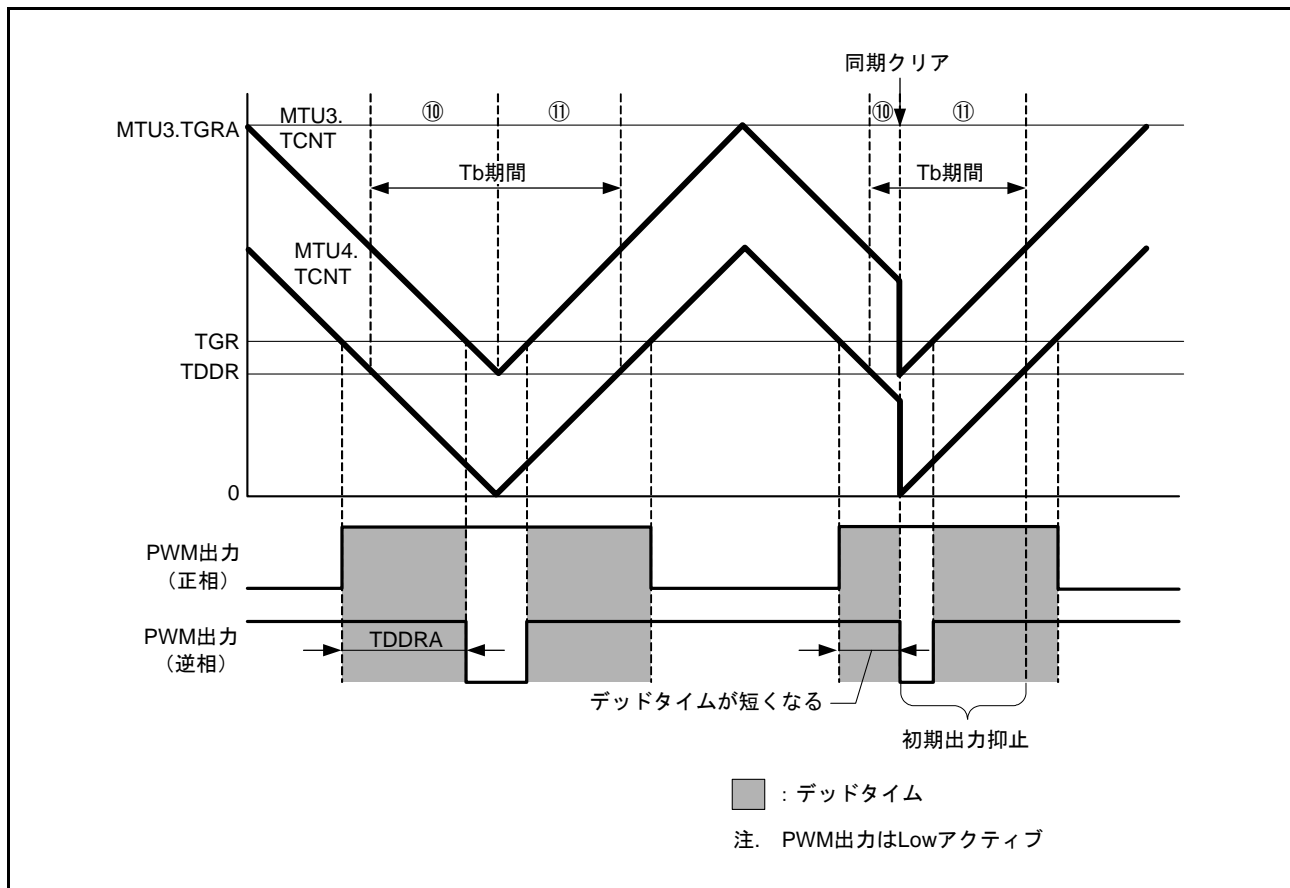 同期クリア
MTU3.TGRA
MTU3.
TCNT
⑩
⑪
⑩
⑪
Tb期間
Tb期間
MTU4.
TCNT
TGR
TDDR
0
PWM出力
（正相）
PWM出力
（逆相）
TDDRA
デッドタイムが短くなる
初期出力抑止
：デッドタイム
注. PWM出力はLowアクティブ